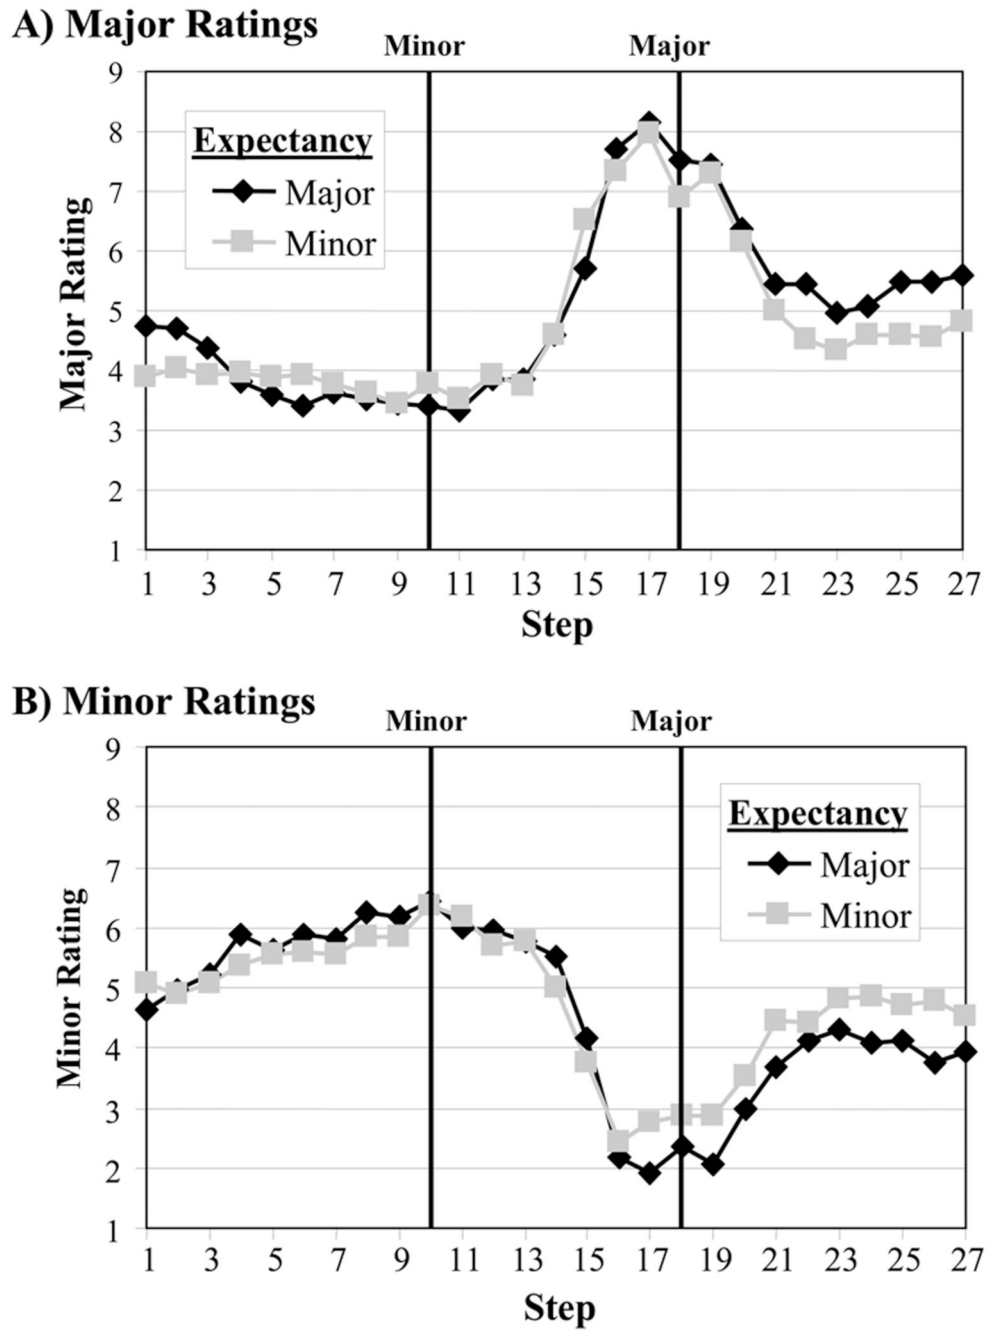 A) Major Ratings
Minor Major
9
8
7
6
5
4
3
2
1
Major Rating
Expectancy
Major
Minor
1 3 5 7 9 11 13 15 17 19 21 23 25 27
Step
B) Minor Ratings
Minor Major
9
8
7
6
5
4
3
2
1
Minor Rating
Expectancy
Major
Minor
1 3 5 7 9 11 13 15 17 19 21 23 25 27
Step